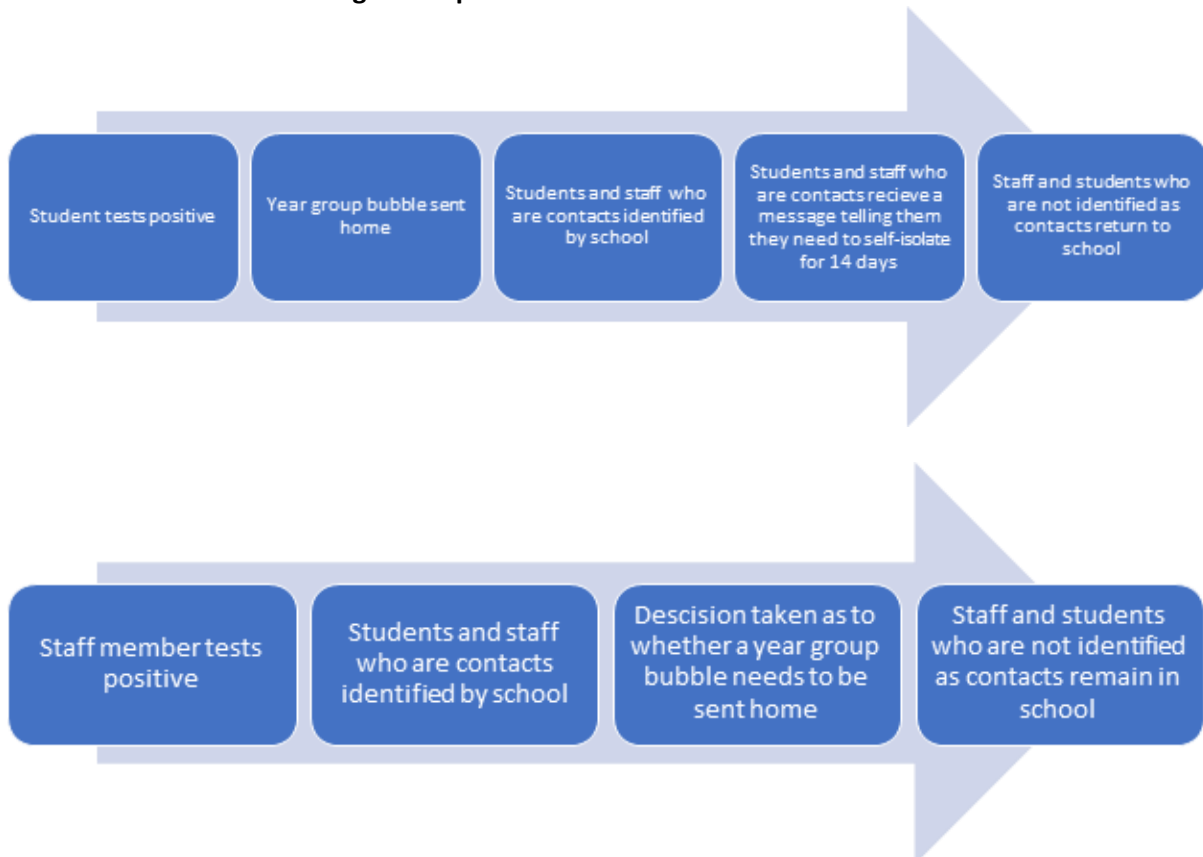 Student tests positive
Year group bubble sent
home
Students and staff who
are contacts identified
by school
Students and staff who
are contacts recieve a
message telling them
they need to self-isolate
for 14 days
Staff and students who
are not identified as
contacts return to
school
Staff member tests
positive
Students and staff
who are contacts
identified by school
Descision taken as to
whether a year group
bubble needs to be
sent home
Staff and students
who are not identified
as contacts remain in
school